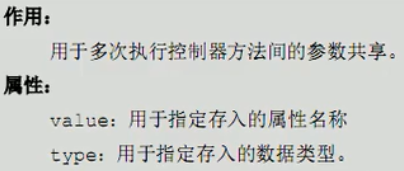 作用：
用于多次执行控制器方法间的参数共享。
属性：
value：用于指定存入的属性名称
type：用于指定存入的数据类型。